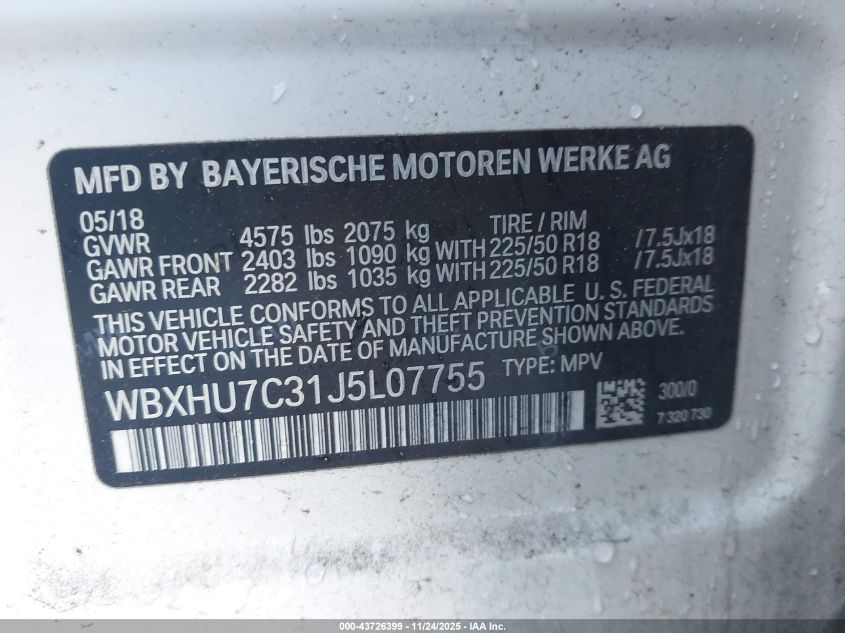 MFD BY BAYERISCHE MOTOREN WERKE AG
05/18
GVWR 4575 lbs 2075 kg TIRE / RIM
GAWR FRONT 2403 lbs 1090 kg WITH 225/50 R18 /7.5Jx18
GAWR REAR 2282 lbs 1035 kg WITH 225/50 R18 /7.5Jx18
THIS VEHICLE CONFORMS TO ALL APPLICABLE U. S. FEDERAL
MOTOR VEHICLE SAFETY AND THEFT PREVENTION STANDARDS
IN EFFECT ON THE DATE OF MANUFACTURE SHOWN ABOVE.
WBXHU7C31J5L07755 TYPE: MPV
300/0
7 320 730
000-43726399 - 11/24/2025 - IAA Inc.